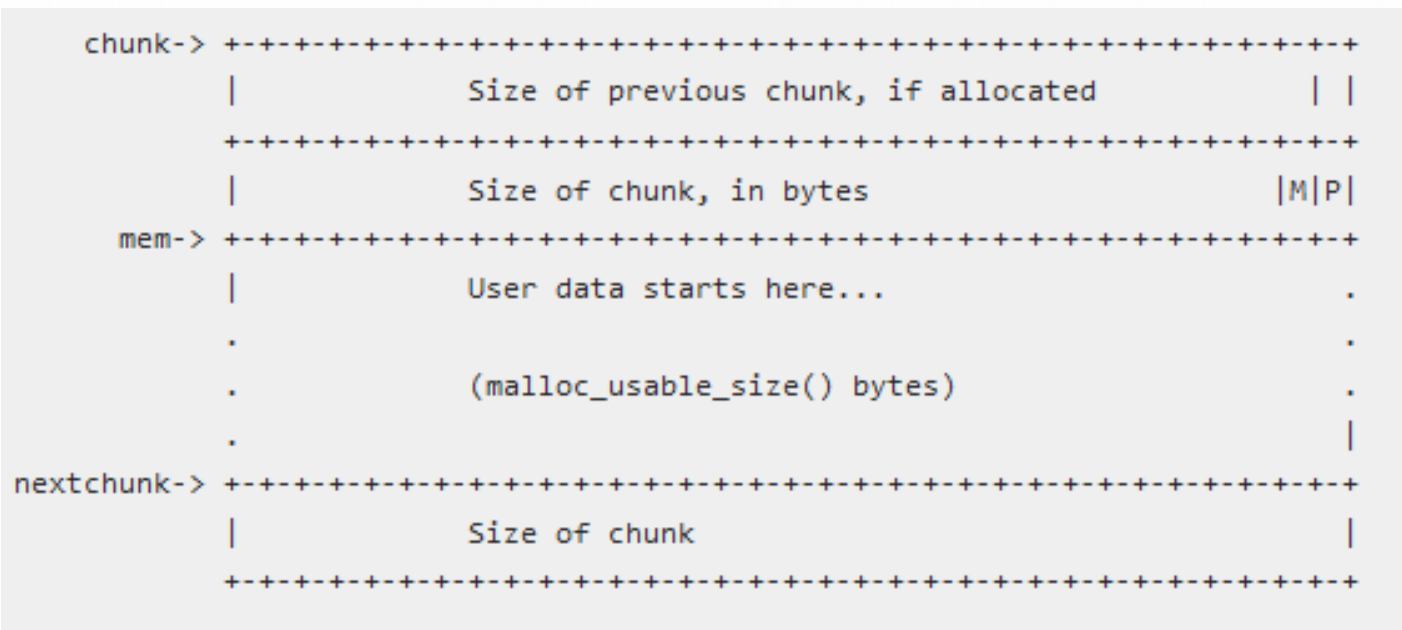 chunk-> +-+-+-+-+-+-+-+-+-+-+-+-+-+-+-+-+-+-+-+-+-+-+-+-+-+-+-+-+-+-+-+-+
| Size of previous chunk, if allocated | |
+-+-+-+-+-+-+-+-+-+-+-+-+-+-+-+-+-+-+-+-+-+-+-+-+-+-+-+-+-+-+-+-+
| Size of chunk, in bytes |M|P|
mem-> +-+-+-+-+-+-+-+-+-+-+-+-+-+-+-+-+-+-+-+-+-+-+-+-+-+-+-+-+-+-+-+-+
| User data starts here... .
. .
. (malloc_usable_size() bytes) .
. |
nextchunk-> +-+-+-+-+-+-+-+-+-+-+-+-+-+-+-+-+-+-+-+-+-+-+-+-+-+-+-+-+-+-+-+-+
| Size of chunk |
+-+-+-+-+-+-+-+-+-+-+-+-+-+-+-+-+-+-+-+-+-+-+-+-+-+-+-+-+-+-+-+-+